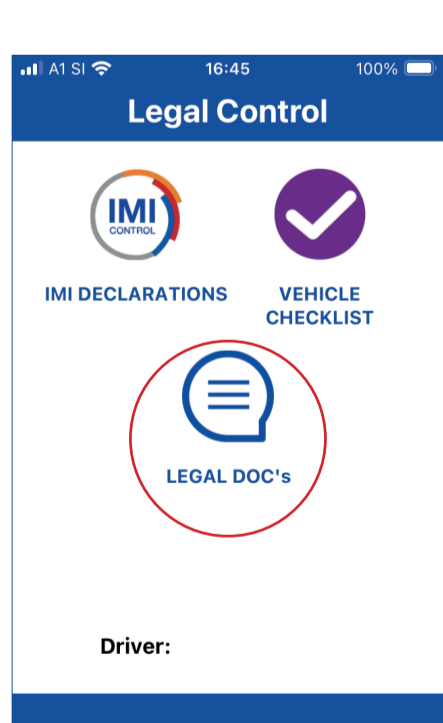 A1 SI 16:45 100%
Legal Control
IMI
CONTROL
IMI DECLARATIONS
VEHICLE
CHECKLIST
LEGAL DOC's
Driver: